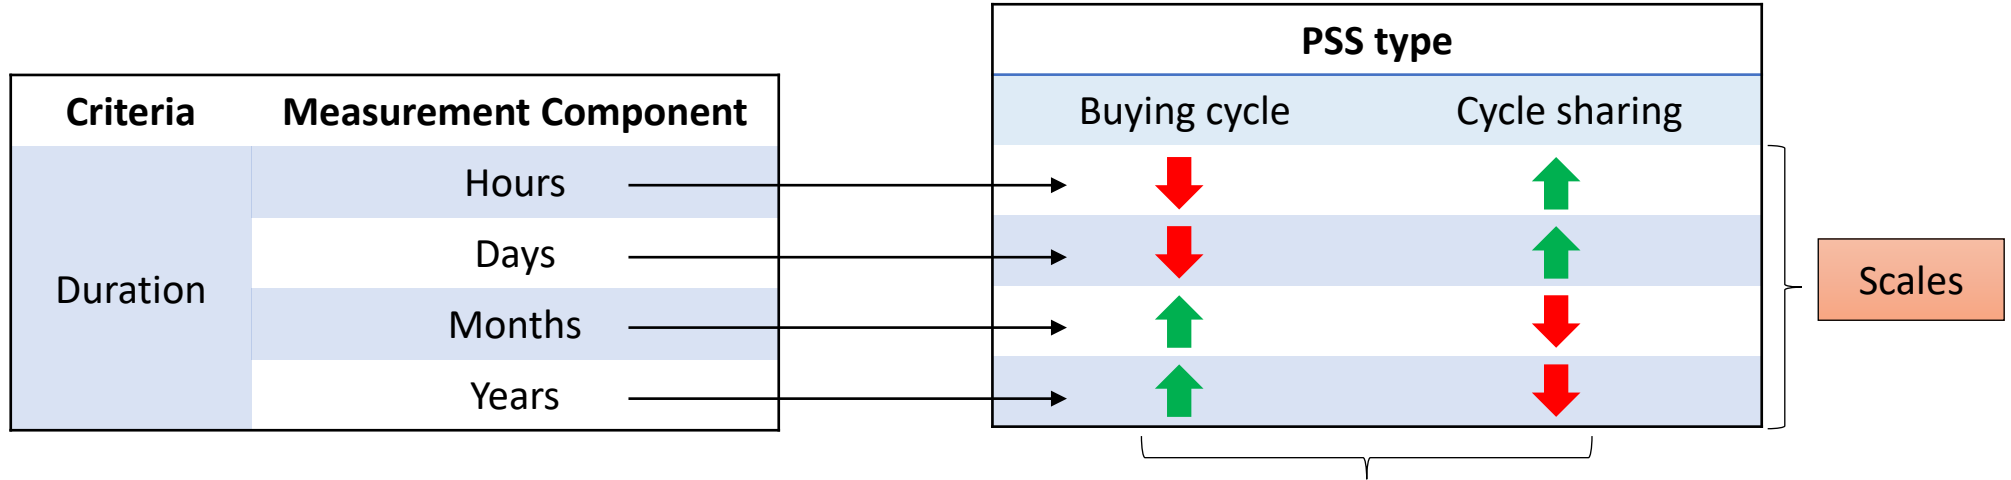 PSS type
Criteria Measurement Component
Buying cycle Cycle sharing
Hours
Days
Duration
Months
Years
Scales